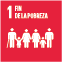 1 FIN
DE LA POBREZA